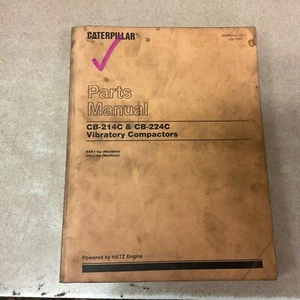 CATERPILLAR
Parts
Manual
CB-214C & CB-224C
Vibratory Compactors
Powered by HATZ Engine